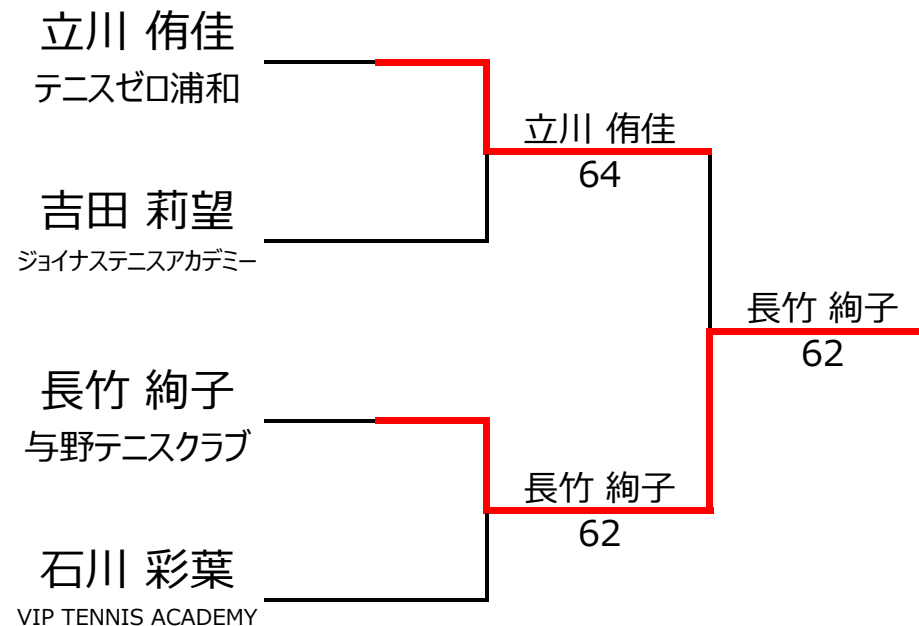 立川 侑佳
テニスゼロ浦和
立川 侑佳
64
吉田 莉望
ジョイナステニスアカデミー
長竹 絢子
62
長竹 絢子
与野テニスクラブ
長竹 絢子
62
石川 彩葉
VIP TENNIS ACADEMY